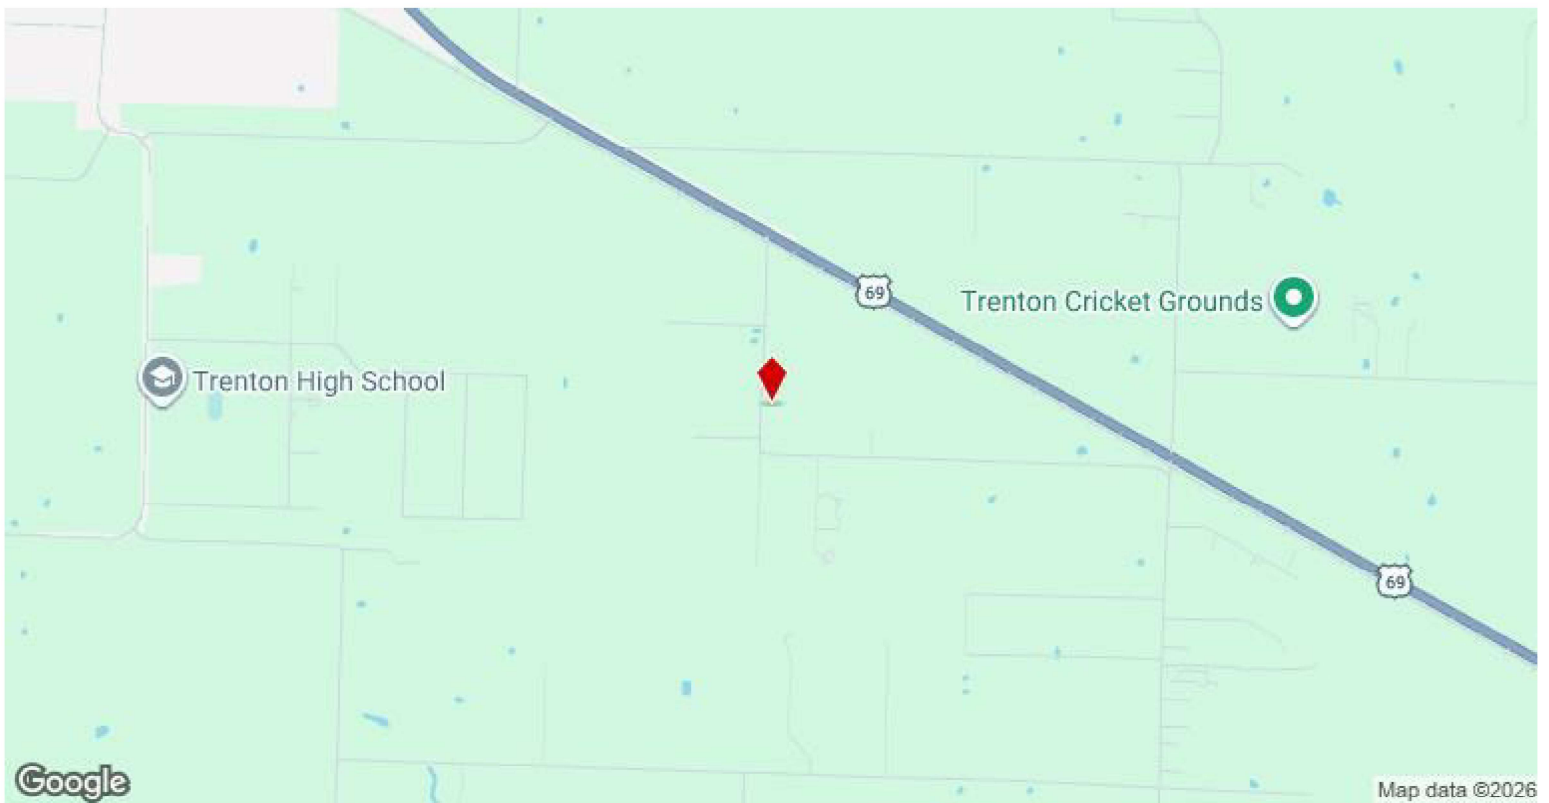 69
Trenton Cricket Grounds
Trenton High School
69
Google
Map data ©2026